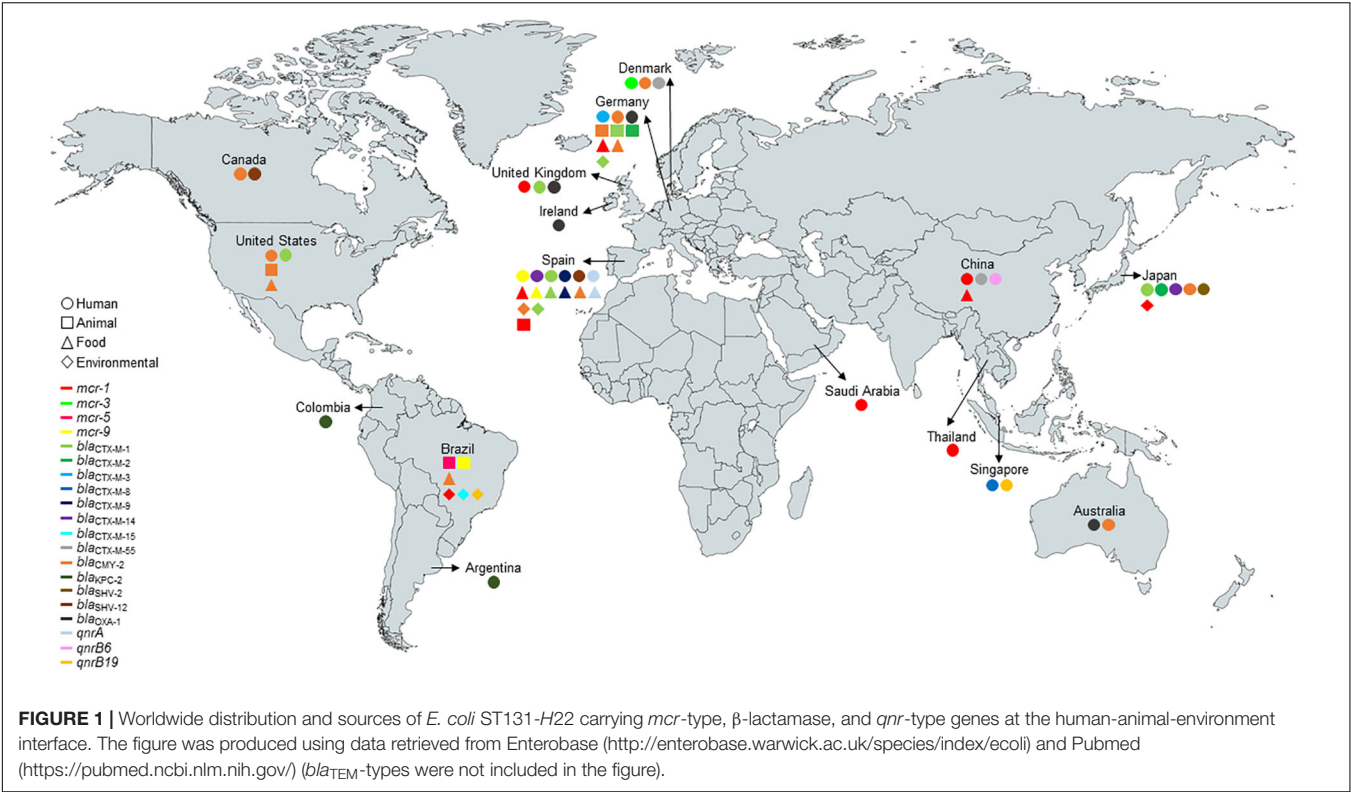 Denmark
Germany
Canada
United Kingdom
Ireland
United States
Spain
China
Japan
Human
Animal
Food
Environmental
mcr-1
mcr-3
mcr-5
mcr-9
blaCTX-M-1
blaCTX-M-2
blaCTX-M-3
blaCTX-M-8
blaCTX-M-9
blaCTX-M-14
blaCTX-M-15
blaCTX-M-55
blaCMY-2
blaKPC-2
blaSHV-2
blaSHV-12
blaOXA-1
qnrA
qnrB6
qnrB19
Saudi Arabia
Colombia
Thailand
Brazil
Singapore
Australia
Argentina
FIGURE 1 | Worldwide distribution and sources of E. coli ST131-H22 carrying mcr-type, β-lactamase, and qnr-type genes at the human-animal-environment
interface. The figure was produced using data retrieved from Enterobase (http://enterobase.warwick.ac.uk/species/index/ecoli) and Pubmed
(https://pubmed.ncbi.nlm.nih.gov/) (blaTEM-types were not included in the figure).